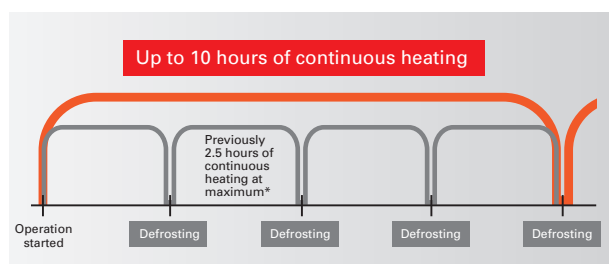 Up to 10 hours of continuous heating
Previously
2.5 hours of
continuous
heating at
maximum*
Operation
started
Defrosting
Defrosting
Defrosting
Defrosting